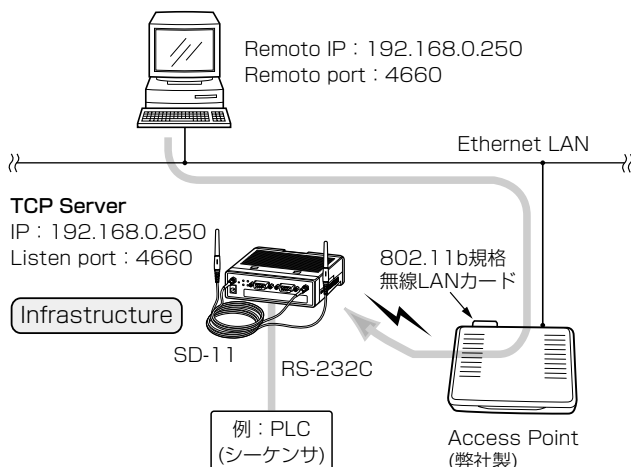 Remoto IP：192.168.0.250
Remoto port：4660
Ethernet LAN
TCP Server
IP：192.168.0.250
Listen port：4660
Infrastructure
802.11b規格
無線LANカード
SD-11
RS-232C
例：PLC
(シーケンサ)
Access Point
(弊社製)